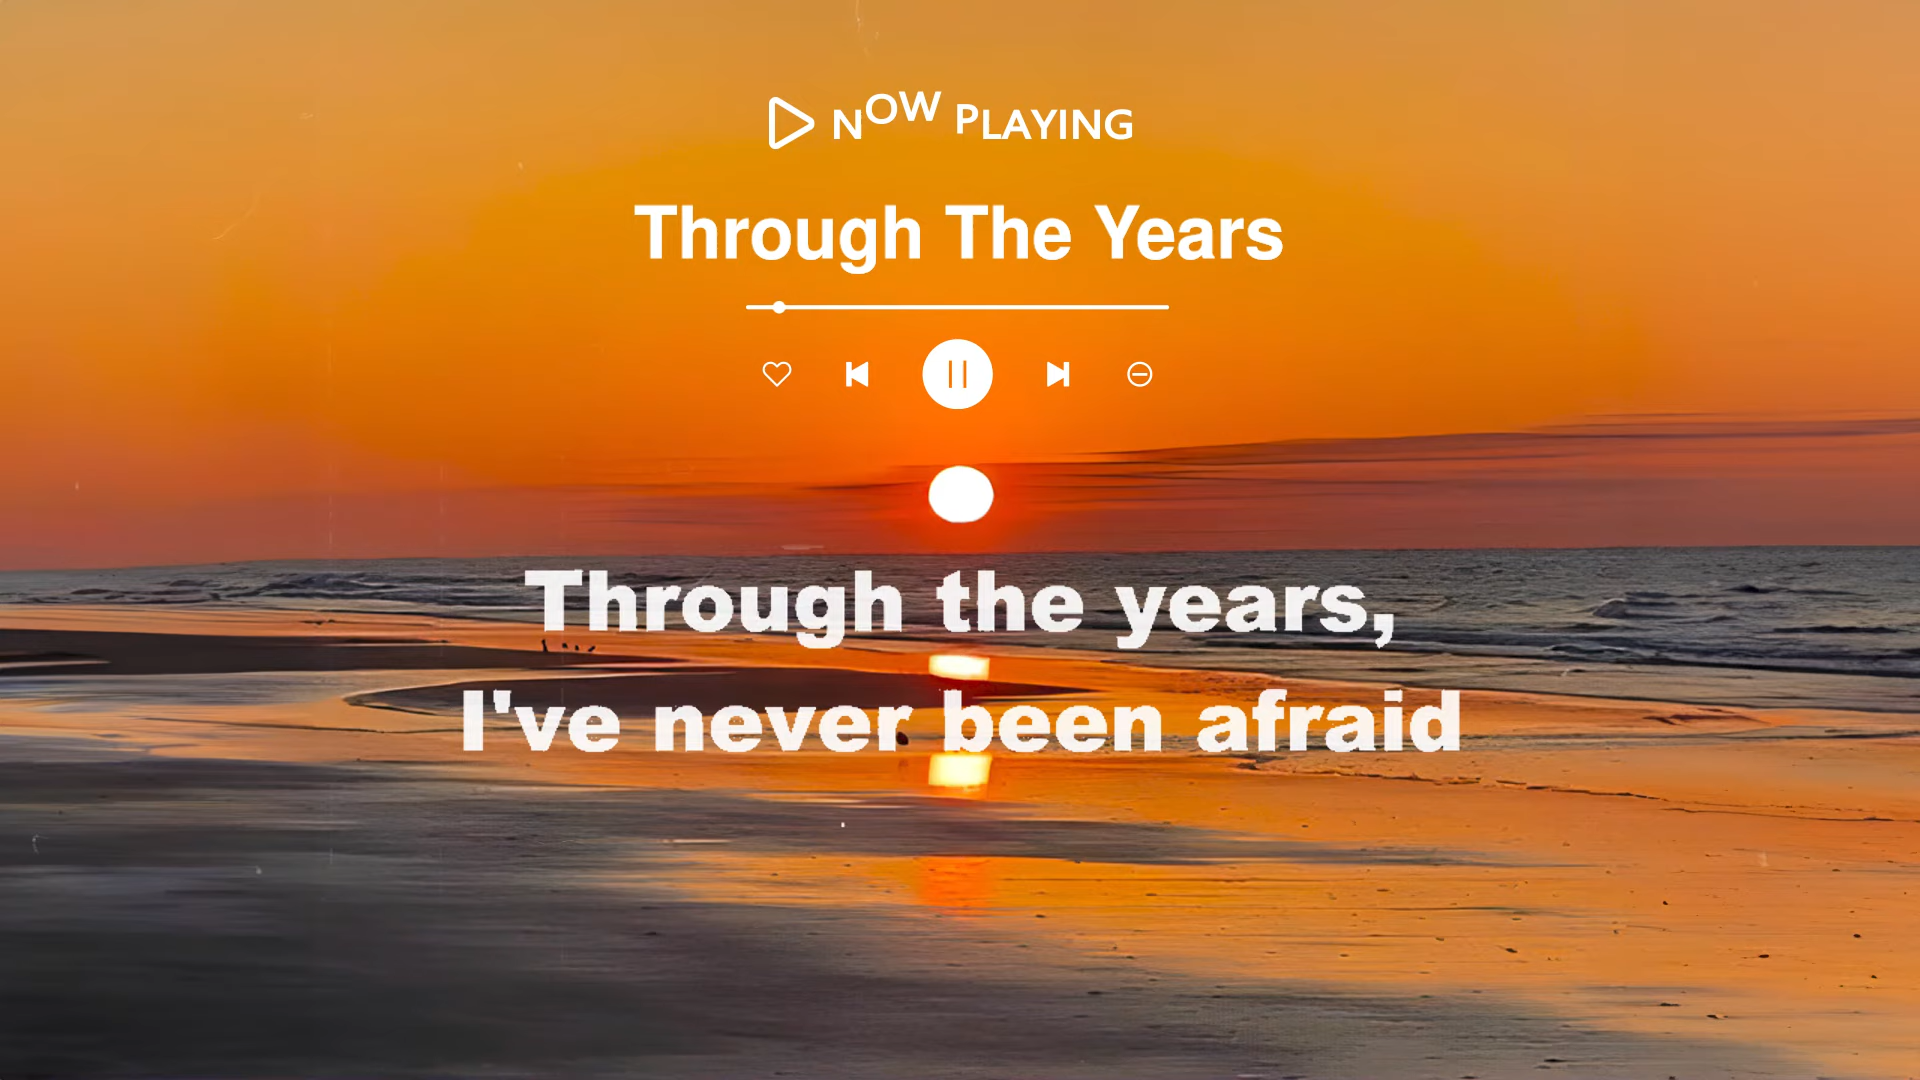 NOW PLAYING
Through The Years
Through the years,
I've never been afraid